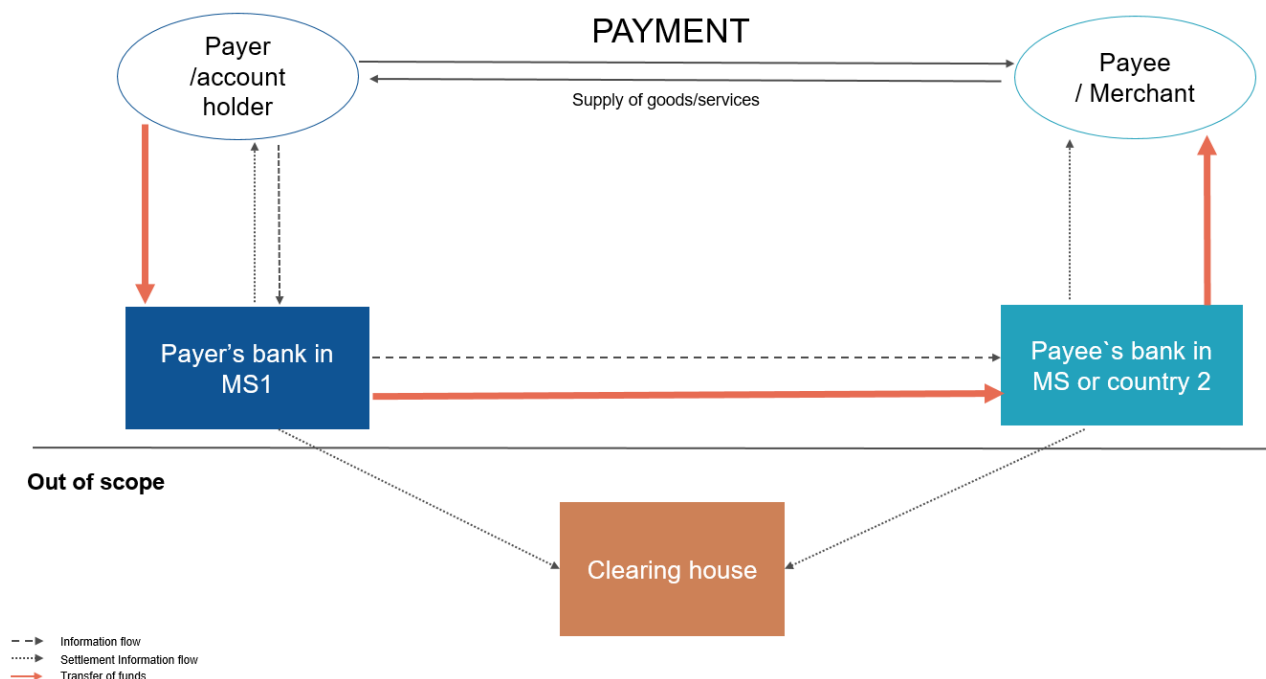 PAYMENT
Payer
/account
holder
Payee
/ Merchant
Supply of goods/services
Payer’s bank in
MS1
Payee`s bank in
MS or country 2
Out of scope
Clearing house
Information flow
Settlement Information flow
Transfer of funds